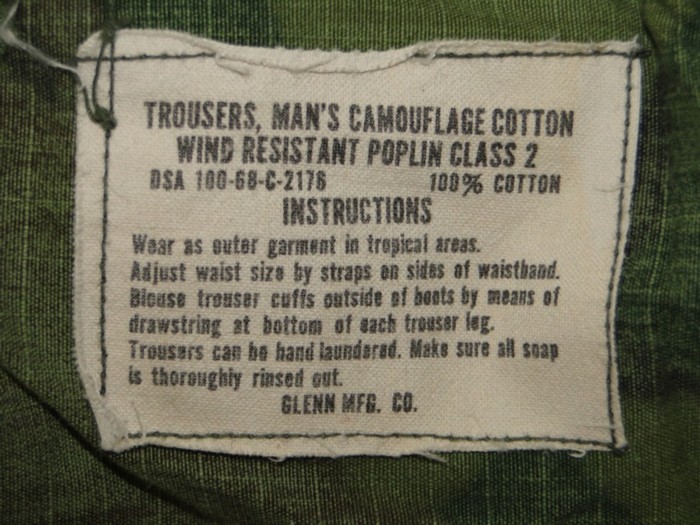 TROUSERS, MAN'S CAMOUFLAGE COTTON
WIND RESISTANT POPLIN CLASS 2
DSA 100-68-C-2176 100% COTTON
INSTRUCTIONS
Wear as outer garment in tropical areas.
Adjust waist size by straps on sides of waistband.
Blouse trouser cuffs outside of boots by means of
drawstring at bottom of each trouser leg.
Trousers can be hand laundered. Make sure all soap
is thoroughly rinsed out.
GLENN MFG. CO.